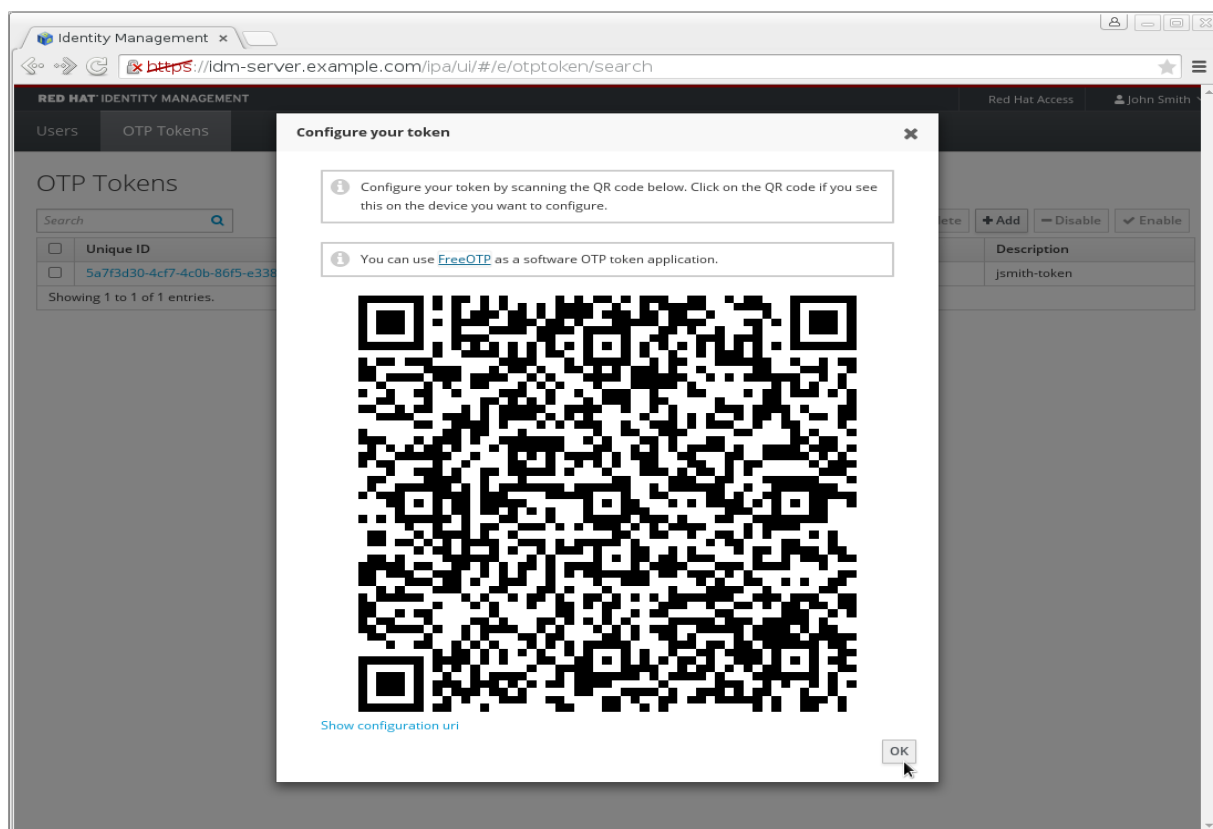 Identity Management
https://idm-server.example.com/ipa/ui/#/e/otptoken/search
RED HAT IDENTITY MANAGEMENT
Red Hat Access
John Smith
Users
OTP Tokens
Configure your token
OTP Tokens
Configure your token by scanning the QR code below. Click on the QR code if you see
this on the device you want to configure.
Search
Add
Disable
Enable
Unique ID
Description
You can use FreeOTP as a software OTP token application.
5a7f3d30-4cf7-4c0b-86f5-e338
jsmith-token
Showing 1 to 1 of 1 entries.
Show configuration uri
OK